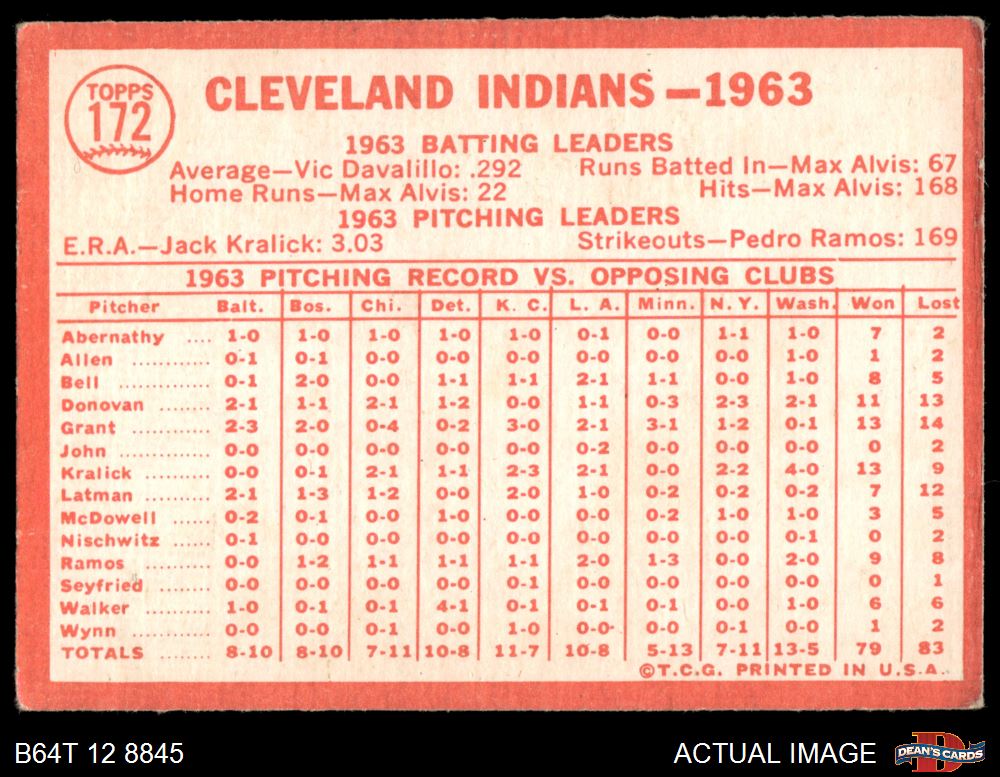 TOPPS
172
CLEVELAND INDIANS—1963
1963 BATTING LEADERS
Average—Vic Davalillo: .292 Runs Batted In—Max Alvis: 67
Home Runs—Max Alvis: 22 Hits—Max Alvis: 168
1963 PITCHING LEADERS
E.R.A.—Jack Kralick: 3.03 Strikeouts—Pedro Ramos: 169
1963 PITCHING RECORD VS. OPPOSING CLUBS
Pitcher Balt. Bos. Chi. Det. K. C. L. A. Minn. N. Y. Wash. Won Lost
Abernathy .... 1-0 1-0 1-0 1-0 1-0 0-1 0-0 1-1 1-0 7 2
Allen ............ 0-1 0-1 0-0 0-0 0-0 0-0 0-0 0-0 1-0 1 2
Bell .............. 0-1 2-0 0-0 1-1 1-1 2-1 1-1 0-0 1-0 8 5
Donovan ........ 2-1 1-1 2-1 1-2 0-0 1-1 0-3 2-3 2-1 11 13
Grant ............ 2-3 2-0 0-4 0-2 3-0 2-1 3-1 1-2 0-1 13 14
John .............. 0-0 0-0 0-0 0-0 0-0 0-2 0-0 0-0 0-0 0 2
Kralick .......... 0-0 0-1 2-1 1-1 2-3 2-1 0-0 2-2 4-0 13 9
Latman .......... 2-1 1-3 1-2 0-0 2-0 1-0 0-2 0-2 0-2 7 12
McDowell ...... 0-2 0-1 0-0 1-0 0-0 0-0 0-2 1-0 1-0 3 5
Nischwitz ...... 0-1 0-0 0-0 0-0 0-0 0-0 0-0 0-0 0-1 0 2
Ramos .......... 0-0 1-2 1-1 1-1 1-1 2-0 1-3 0-0 2-0 9 8
Seyfried ........ 0-0 0-0 0-0 0-0 0-1 0-0 0-0 0-0 0-0 0 1
Walker .......... 1-0 0-1 0-1 4-1 0-1 0-1 0-1 0-0 1-0 6 6
Wynn ............ 0-0 0-0 0-1 0-0 1-0 0-0 0-0 0-1 0-0 1 2
TOTALS .......... 8-10 8-10 7-11 10-8 11-7 10-8 5-13 7-11 13-5 79 83
©T.C.G. PRINTED IN U.S.A.
B64T 12 8845 ACTUAL IMAGE DEAN'S CARDS